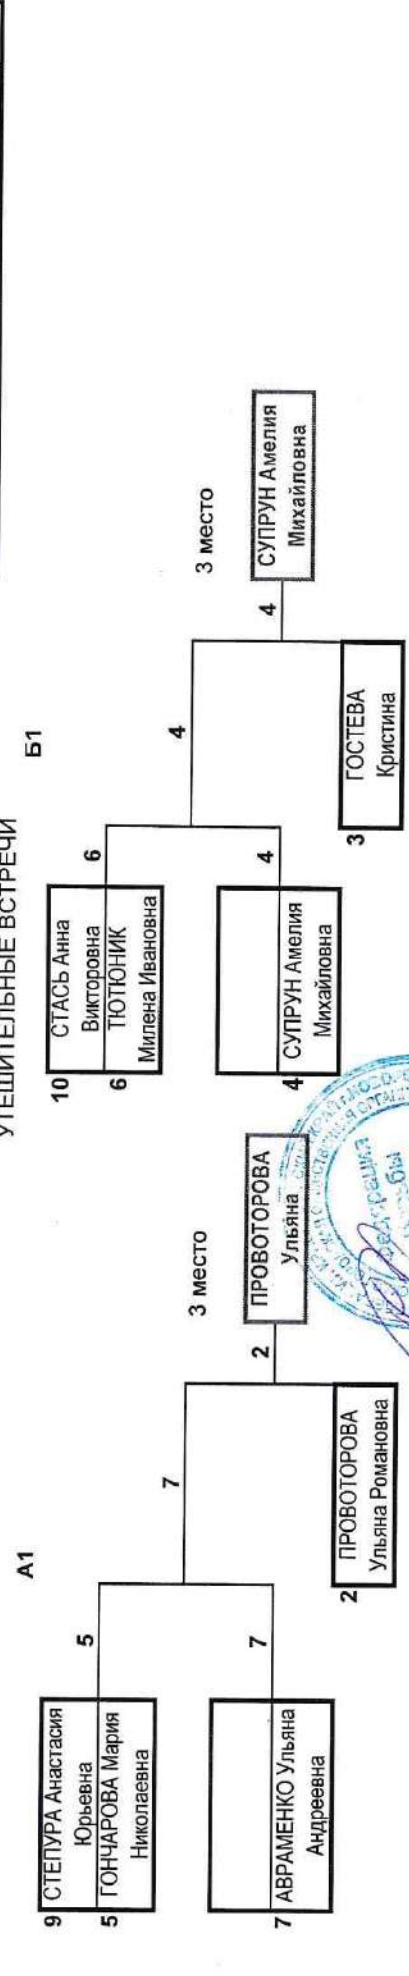 УТЕШИТЕЛЬНЫЕ ВСТРЕЧИ
А1
9 СТЕПУРА Анастасия
Юрьевна
5 ГОНЧАРОВА Мария
Николаевна
5
7 АВРАМЕНКО Ульяна
Андреевна
7
7
2 ПРОВОТОРОВА
Ульяна Романовна
2
3 место
ПРОВОТОРОВА
Ульяна
Б1
10 СТАСЬ Анна
Викторовна
6 ТЮТЮНИК
Милена Ивановна
6
4 СУПРУН Амелия
Михайловна
4
4
3 ГОСТЕВА
Кристина
4
3 место
СУПРУН Амелия
Михайловна